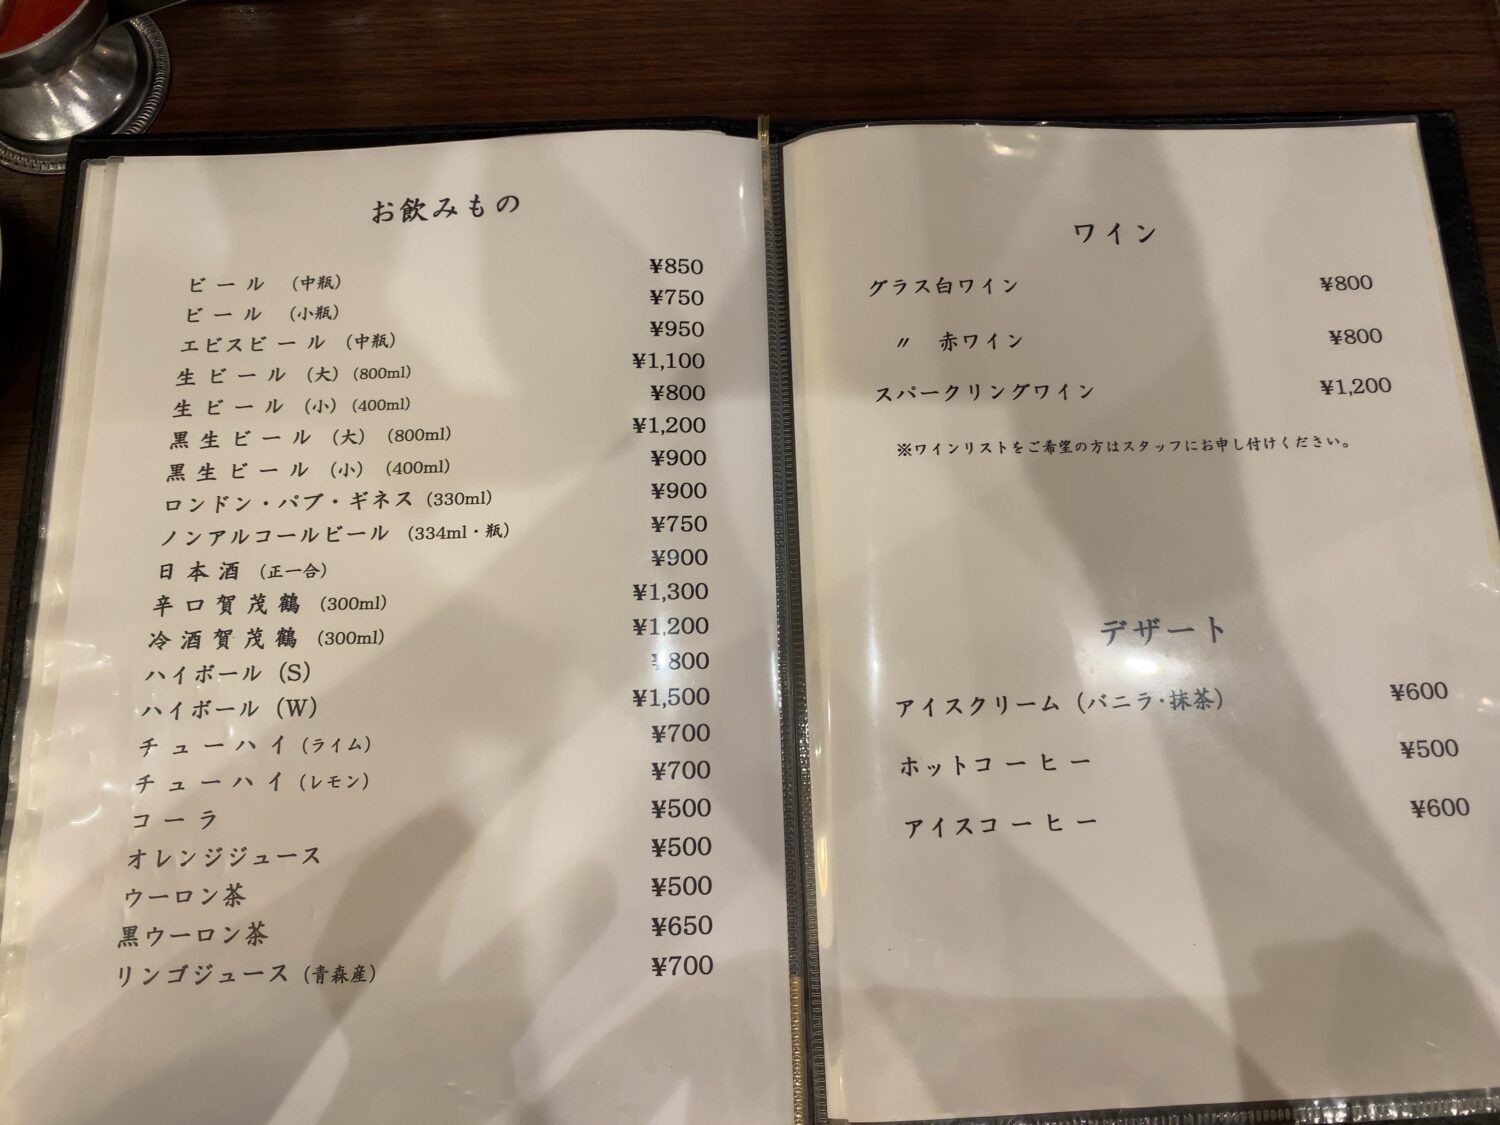 お飲みもの
ビール (中瓶) ¥850
ビール (小瓶) ¥750
エビスビール (中瓶) ¥950
生ビール (大) (800ml) ¥1,100
生ビール (小) (400ml) ¥800
黒生ビール (大) (800ml) ¥1,200
黒生ビール (小) (400ml) ¥900
ロンドン・パブ・ギネス (330ml) ¥900
ノンアルコールビール (334ml・瓶) ¥750
日本酒 (正一合) ¥900
辛口賀茂鶴 (300ml) ¥1,300
冷酒賀茂鶴 (300ml) ¥1,200
ハイボール (S) ¥800
ハイボール (W) ¥1,500
チューハイ (ライム) ¥700
チューハイ (レモン) ¥700
コーラ ¥500
オレンジジュース ¥500
ウーロン茶 ¥500
黒ウーロン茶 ¥650
リンゴジュース (青森産) ¥700
ワイン
グラス白ワイン ¥800
〃 赤ワイン ¥800
スパークリングワイン ¥1,200
※ワインリストをご希望の方はスタッフにお申し付けください。
デザート
アイスクリーム (バニラ・抹茶) ¥600
ホットコーヒー ¥500
アイスコーヒー ¥600